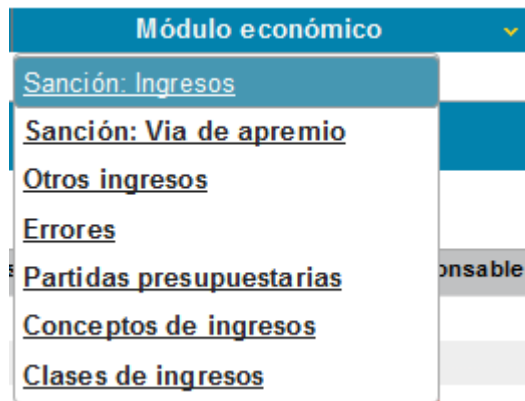 Módulo económico
Sanción: Ingresos
Sanción: Via de apremio
Otros ingresos
Errores
Partidas presupuestarias
onsable
Conceptos de ingresos
Clases de ingresos